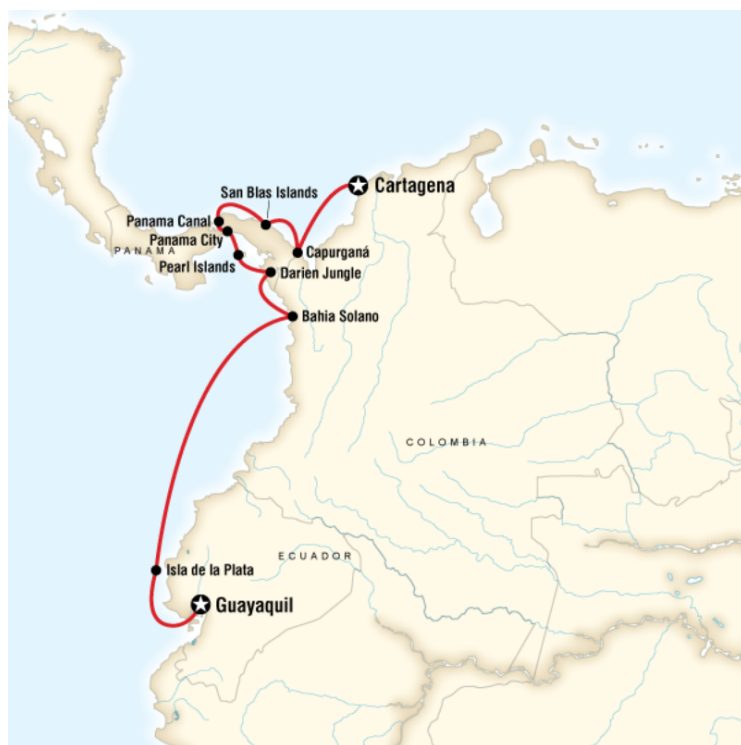 San Blas Islands
Cartagena
Panama Canal
Panama City
PANAMA
Capurganá
Pearl Islands
Darien Jungle
Bahia Solano
COLOMBIA
ECUADOR
Isla de la Plata
Guayaquil